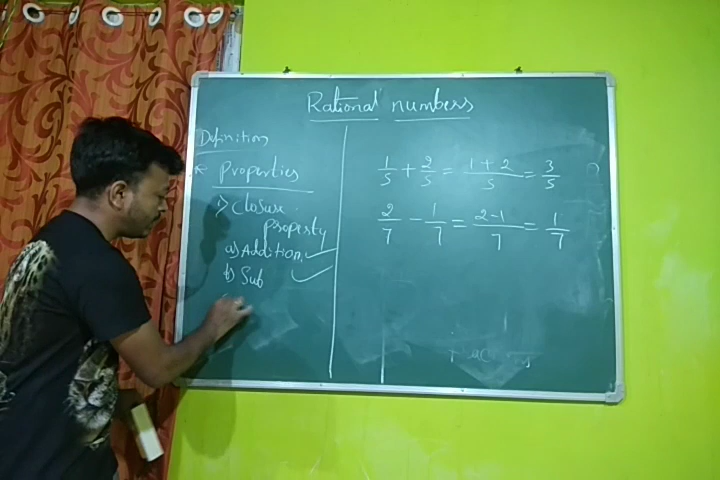 Rational numbers
Definition
* Properties
1) Closure
property
a) Addition
b) Sub
1/5 + 2/5 = 1+2/5 = 3/5
2/7 - 1/7 = 2-1/7 = 1/7